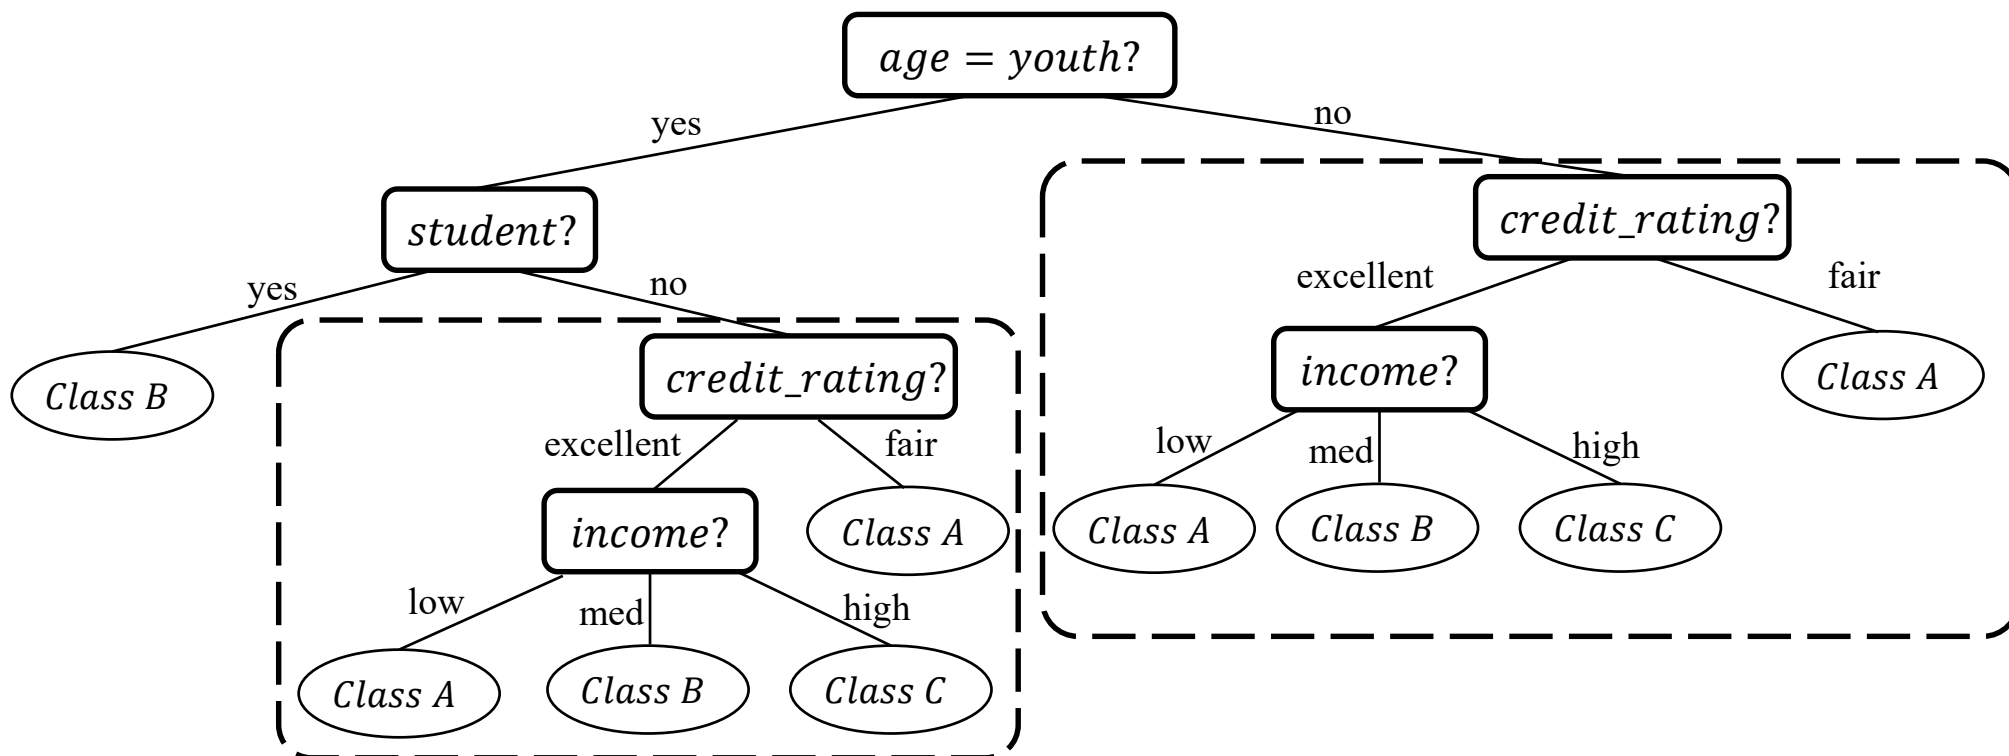 age = youth?
yes
no
student?
credit_rating?
yes
no
excellent
fair
Class B
credit_rating?
income?
Class A
excellent
fair
low
med
high
income?
Class A
Class A
Class B
Class C
low
med
high
Class A
Class B
Class C